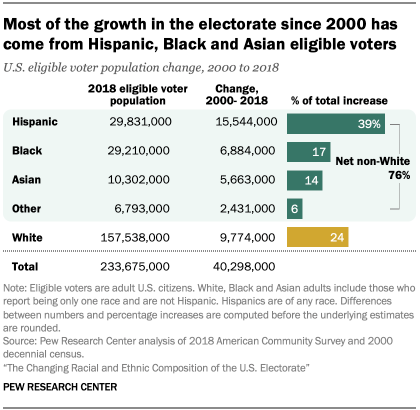 Most of the growth in the electorate since 2000 has
come from Hispanic, Black and Asian eligible voters
U.S. eligible voter population change, 2000 to 2018
2018 eligible voter population Change, 2000- 2018 % of total increase
Hispanic 29,831,000 15,544,000 39%
Black 29,210,000 6,884,000 17
Net non-White 76%
Asian 10,302,000 5,663,000 14
Other 6,793,000 2,431,000 6
White 157,538,000 9,774,000 24
Total 233,675,000 40,298,000
Note: Eligible voters are adult U.S. citizens. White, Black and Asian adults include those who
report being only one race and are not Hispanic. Hispanics are of any race. Differences
between numbers and percentage increases are computed before the underlying estimates
are rounded.
Source: Pew Research Center analysis of 2018 American Community Survey and 2000
decennial census.
“The Changing Racial and Ethnic Composition of the U.S. Electorate”
PEW RESEARCH CENTER